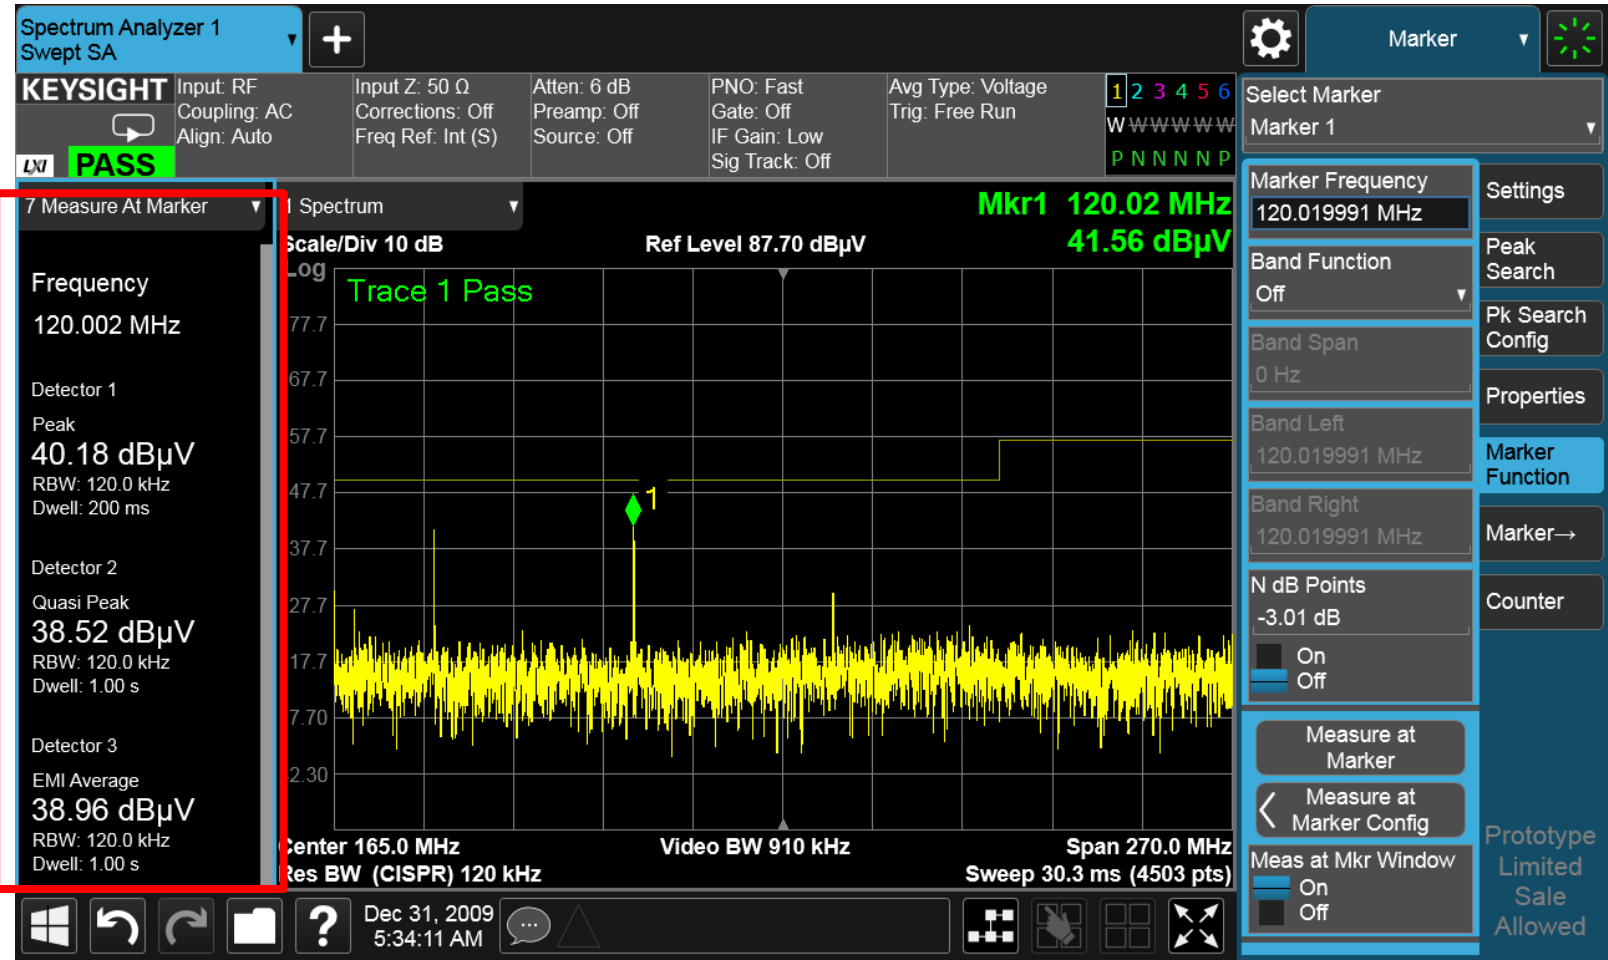 Spectrum Analyzer 1
Swept SA
Marker
KEYSIGHT
LXI
PASS
Input: RF
Coupling: AC
Align: Auto
Input Z: 50 Ω
Corrections: Off
Freq Ref: Int (S)
Atten: 6 dB
Preamp: Off
Source: Off
PNO: Fast
Gate: Off
IF Gain: Low
Sig Track: Off
Avg Type: Voltage
Trig: Free Run
1 2 3 4 5 6
W W W W W W
P N N N N P
Select Marker
Marker 1
7 Measure At Marker
Frequency
120.002 MHz
Detector 1
Peak
40.18 dBµV
RBW: 120.0 kHz
Dwell: 200 ms
Detector 2
Quasi Peak
38.52 dBµV
RBW: 120.0 kHz
Dwell: 1.00 s
Detector 3
EMI Average
38.96 dBµV
RBW: 120.0 kHz
Dwell: 1.00 s
1 Spectrum
Scale/Div 10 dB
Ref Level 87.70 dBµV
Mkr1 120.02 MHz
41.56 dBµV
Log
Trace 1 Pass
77.7
67.7
57.7
47.7
37.7
27.7
17.7
7.70
2.30
1
Center 165.0 MHz
Video BW 910 kHz
Span 270.0 MHz
Res BW (CISPR) 120 kHz
Sweep 30.3 ms (4503 pts)
Marker Frequency
120.019991 MHz
Band Function
Off
Band Span
0 Hz
Band Left
120.019991 MHz
Band Right
120.019991 MHz
N dB Points
-3.01 dB
On
Off
Measure at
Marker
Measure at
Marker Config
Meas at Mkr Window
On
Off
Settings
Peak
Search
Pk Search
Config
Properties
Marker
Function
Marker→
Counter
Prototype
Limited
Sale
Allowed
?
Dec 31, 2009
5:34:11 AM